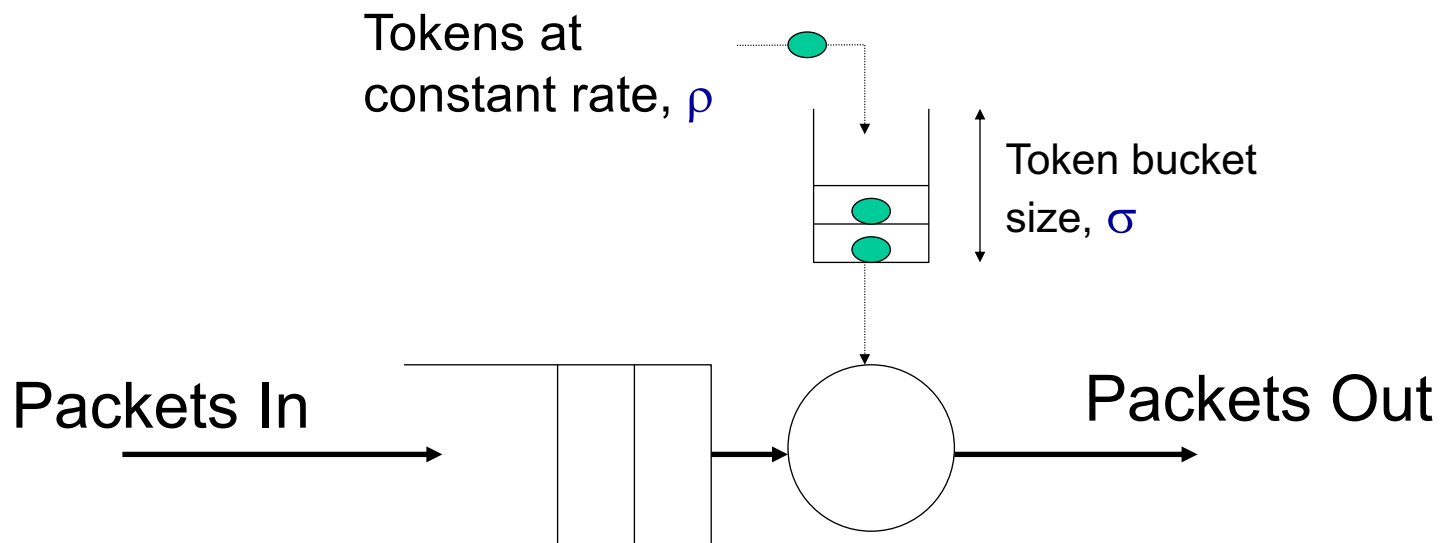 Tokens at
constant rate, ρ
Token bucket
size, σ
Packets In
Packets Out